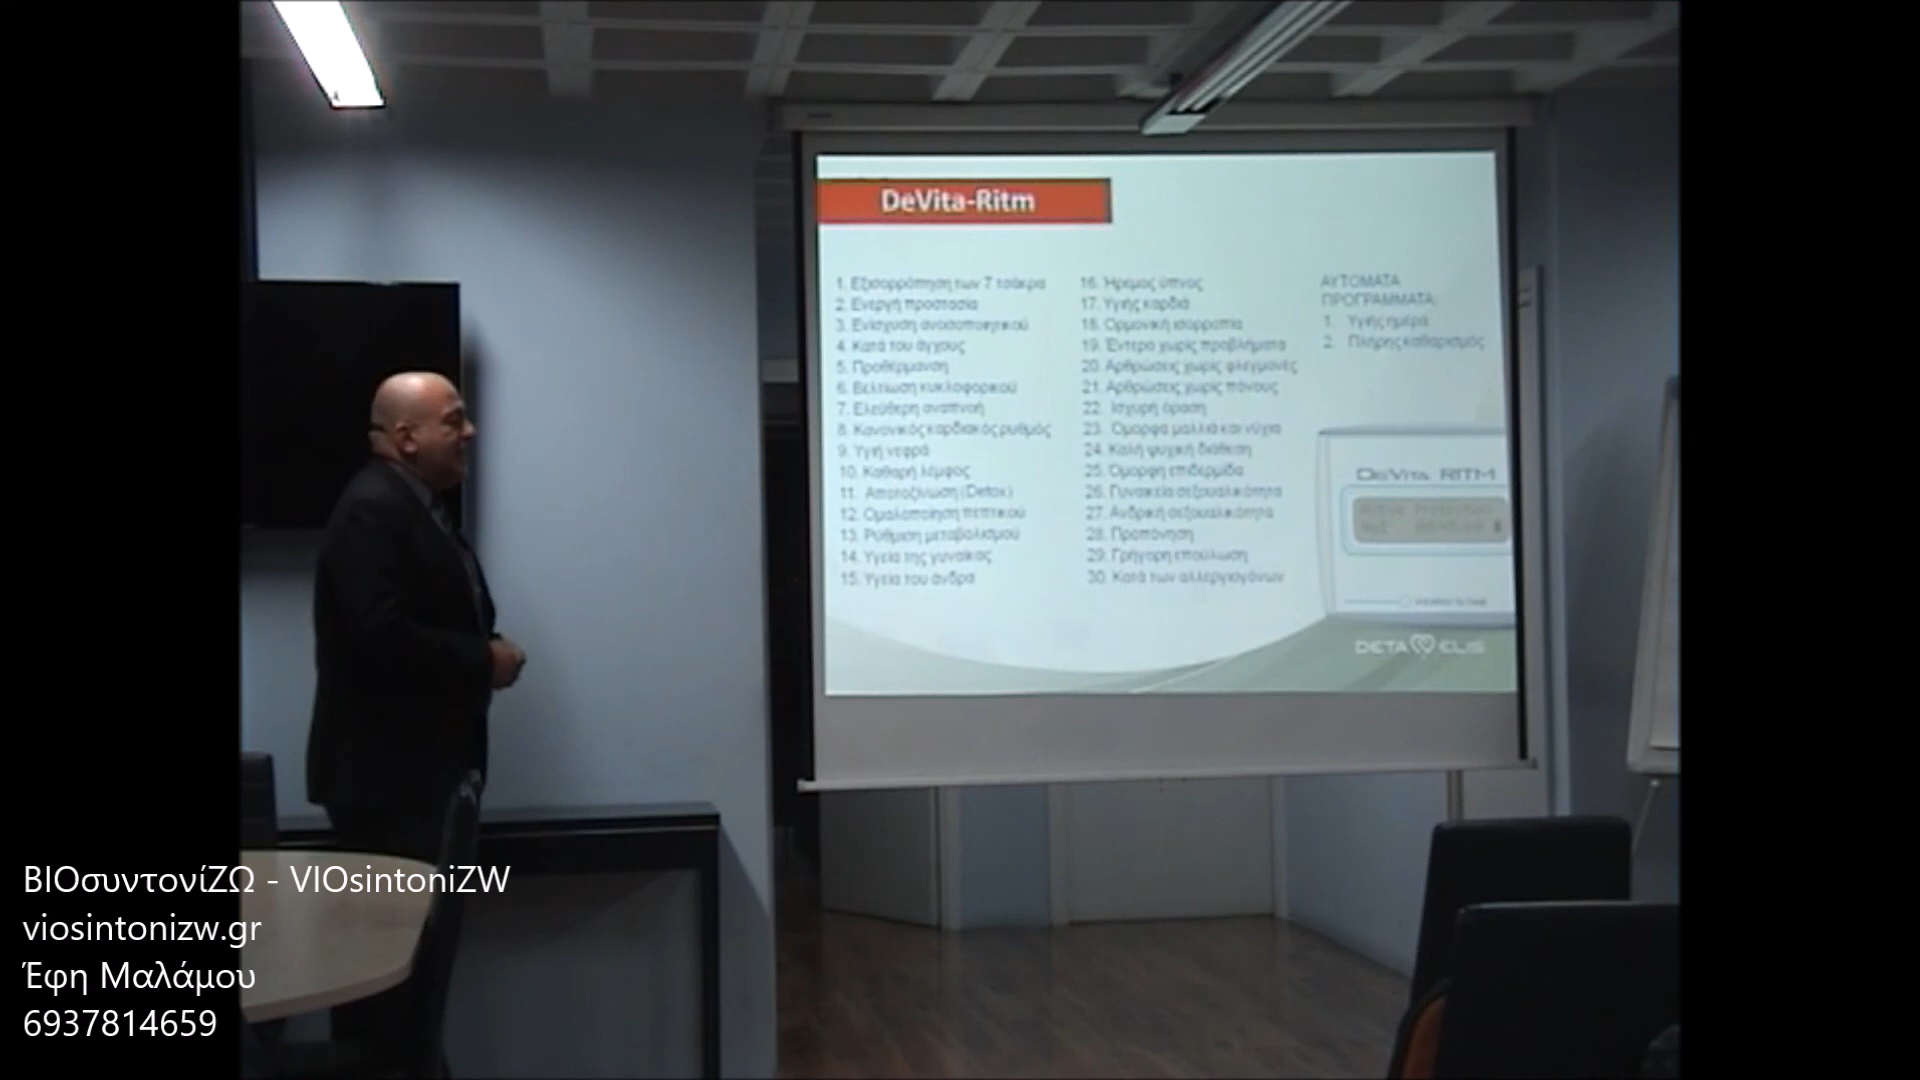 DeVita-Ritm
1. Εξισορρόπηση των 7 τσάκρα
2. Ενεργή προστασία
3. Ενίσχυση ανοσοποιητικού
4. Κατά του άγχους
5. Προθέρμανση
6. Βελτίωση κυκλοφορικού
7. Ελεύθερη αναπνοή
8. Κανονικός καρδιακός ρυθμός
9. Υγιή νεφρά
10. Καθαρή λέμφος
11. Αποτοξίνωση (Detox)
12. Ομαλοποίηση πεπτικού
13. Ρύθμιση μεταβολισμού
14. Υγεία της γυναίκας
15. Υγεία του άνδρα
16. Ήρεμος ύπνος
17. Υγιής καρδιά
18. Ορμονική ισορροπία
19. Έντερο χωρίς προβλήματα
20. Αρθρώσεις χωρίς φλεγμονές
21. Αρθρώσεις χωρίς πόνους
22. Ισχυρή όραση
23. Όμορφα μαλλιά και νύχια
24. Καλή ψυχική διάθεση
25. Όμορφη επιδερμίδα
26. Γυναικεία σεξουαλικότητα
27. Ανδρική σεξουαλικότητα
28. Προπόνηση
29. Γρήγορη επούλωση
30. Κατά των αλλεργιογόνων
ΑΥΤΟΜΑΤΑ
ΠΡΟΓΡΑΜΜΑΤΑ:
1. Υγιής ημέρα
2. Πλήρης καθαρισμός
DEVITA RITM
Active Protection
DETA ELIS
ΒΙΟσυντονίΖΩ - VIOsintoniZW
viosintonizw.gr
Έφη Μαλάμου
6937814659